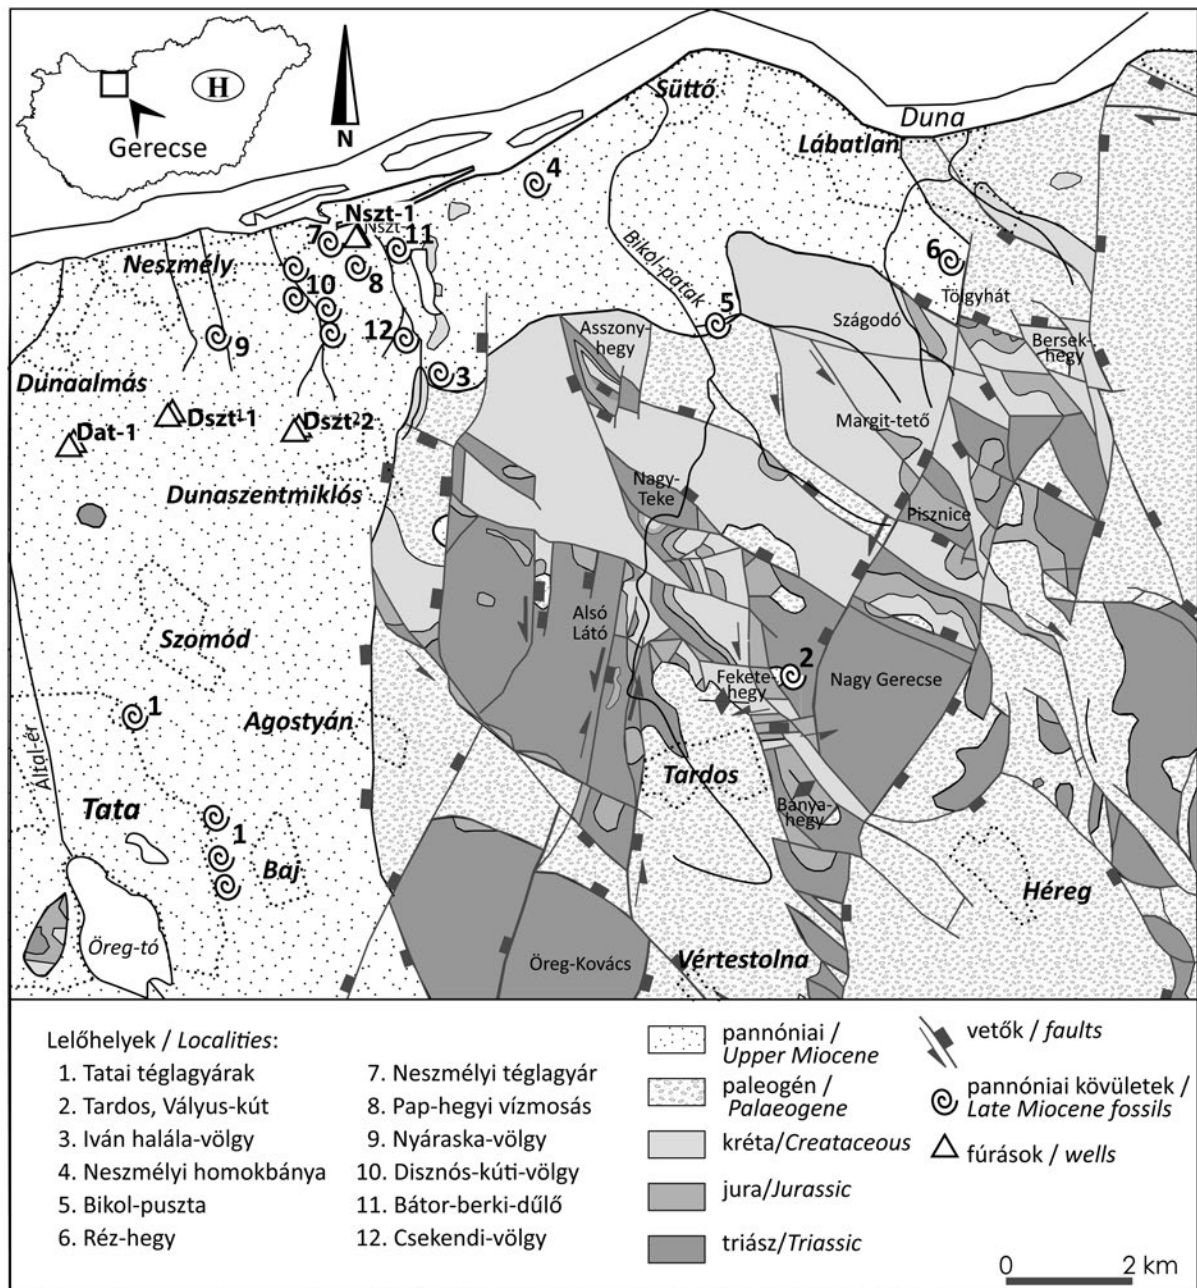 H
Gerecse
N
Süttő
Duna
Lábatlan
4
Nszt-1
7
11
6
Neszmély
8
Bikol-patak
10
5
Tölgyhát
Szágodó
Asszony-
hegy
Bersek-
hegy
12
9
3
Dunaalmás
Dszt-1
Dszt-2
Dat-1
Margit-tető
Dunaszentmiklós
Nagy-
Teke
Pisznice
Alsó
Látó
Szomód
2
Fekete-
hegy
Nagy Gerecse
1
Agostyán
Által-ér
Tardos
Tata
Bánya-
hegy
1
Baj
Héreg
Öreg-tó
Öreg-Kovács
Vértestolna
Lelőhelyek / Localities:
1. Tatai téglagyárak
2. Tardos, Vályus-kút
3. Iván halála-völgy
4. Neszmélyi homokbánya
5. Bikol-puszta
6. Réz-hegy
7. Neszmélyi téglagyár
8. Pap-hegyi vízmosás
9. Nyáraska-völgy
10. Disznós-kúti-völgy
11. Bátor-berki-dűlő
12. Csekendi-völgy
pannóniai /
Upper Miocene
paleogén /
Palaeogene
kréta/Creataceous
jura/Jurassic
triász/Triassic
vetők / faults
pannóniai kövületek /
Late Miocene fossils
fúrások / wells
0 2 km